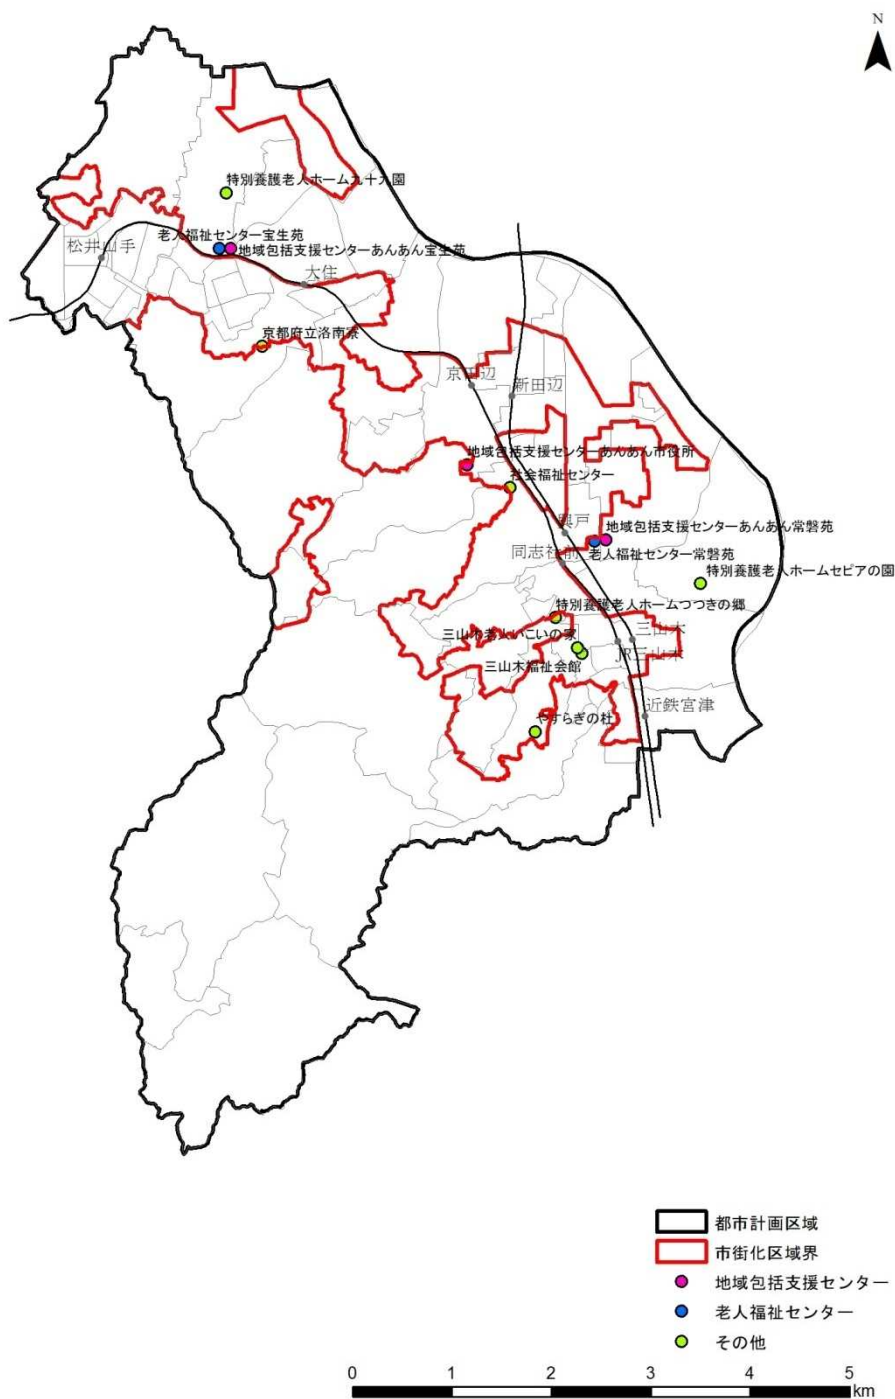 N
特別養護老人ホーム九十九園
老人福祉センター宝生苑
地域包括支援センターあんあん宝生苑
松井山手
大住
京都府立洛南寮
京田辺
新田辺
地域包括支援センターあんあん市役所
社会福祉センター
興戸
地域包括支援センターあんあん常磐苑
老人福祉センター常磐苑
同志社前
特別養護老人ホームセピアの園
特別養護老人ホームつつきの郷
三山木老人いこいの家
三山木
JR三山木
三山木福祉会館
近鉄宮津
やすらぎの杜
都市計画区域
市街化区域界
地域包括支援センター
老人福祉センター
その他
0 1 2 3 4 5
km